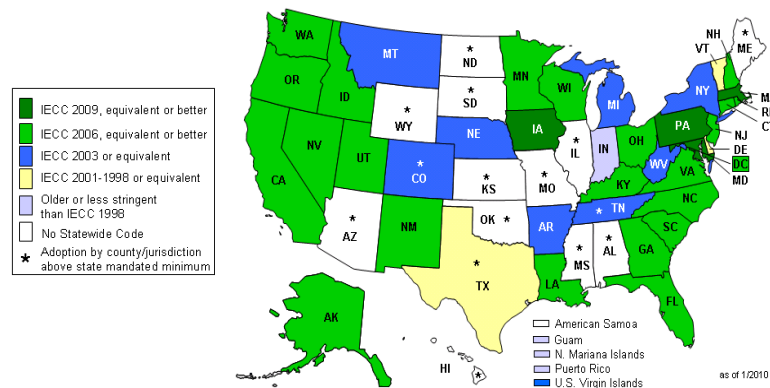 IECC 2009, equivalent or better
IECC 2006, equivalent or better
IECC 2003 or equivalent
IECC 2001-1998 or equivalent
Older or less stringent
than IECC 1998
No Statewide Code
* Adoption by county/jurisdiction
above state mandated minimum
WA
OR
CA
NV
ID
MT
WY
*
UT
CO
*
AZ
*
NM
ND
*
SD
*
NE
KS
*
OK *
TX
*
MN
IA
MO
*
AR
LA
WI
IL
*
MI
IN
OH
KY
* TN
MS
*
AL
*
GA
FL
SC
NC
VA
WV
PA
NY
VT
NH
* ME
M
RI
CT
NJ
DE
DC
MD
AK
HI
*
American Samoa
Guam
N. Mariana Islands
Puerto Rico
U.S. Virgin Islands
as of 1/2010